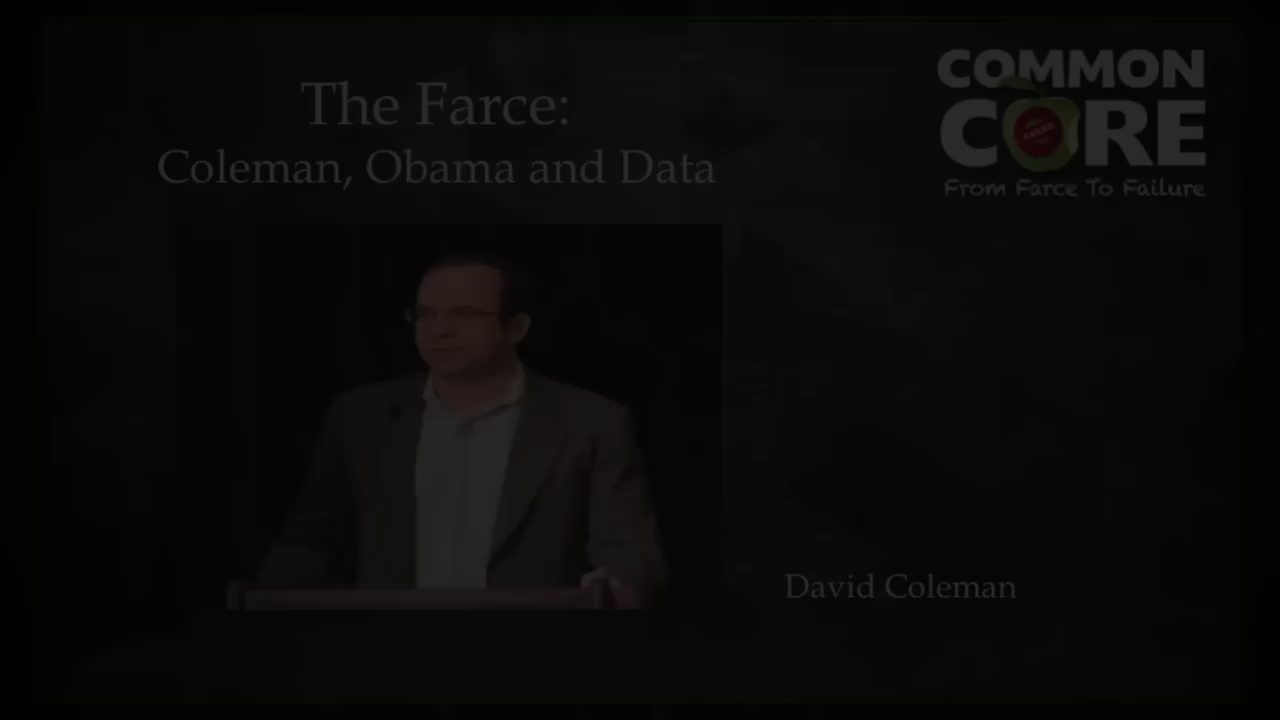 The Farce:
Coleman, Obama and Data
COMMON
CORE
From Farce To Failure
David Coleman